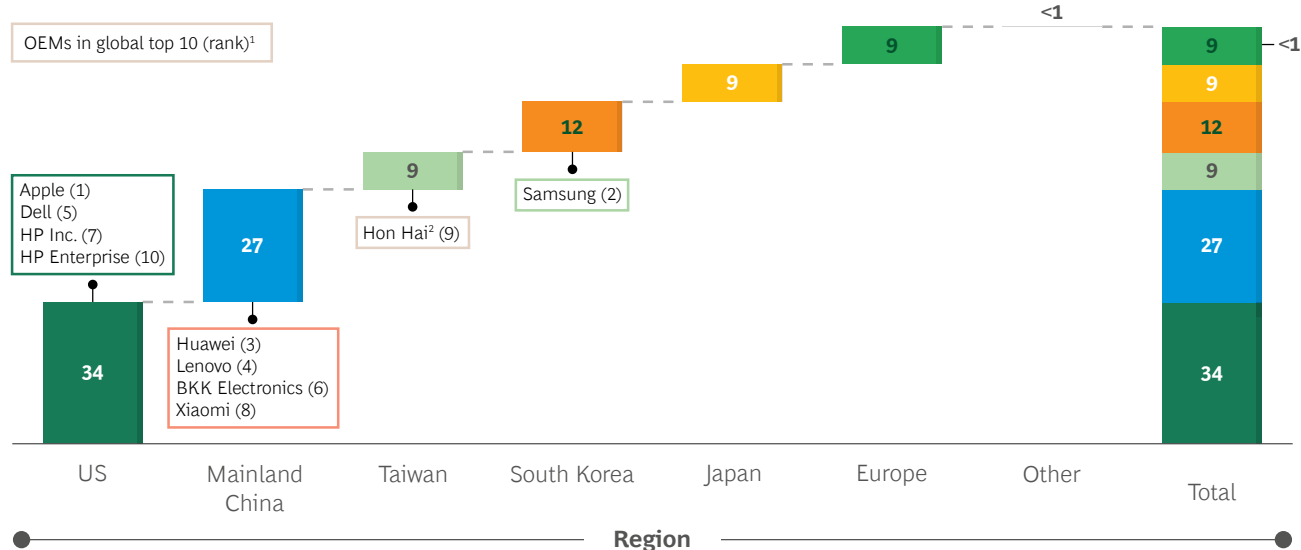 OEMs in global top 10 (rank)¹
<1
9
9
12
9
27
34
Apple (1)
Dell (5)
HP Inc. (7)
HP Enterprise (10)
34
27
Huawei (3)
Lenovo (4)
BKK Electronics (6)
Xiaomi (8)
9
Hon Hai² (9)
12
Samsung (2)
9
9
<1
US
Mainland
China
Taiwan
South Korea
Japan
Europe
Other
Total
Region